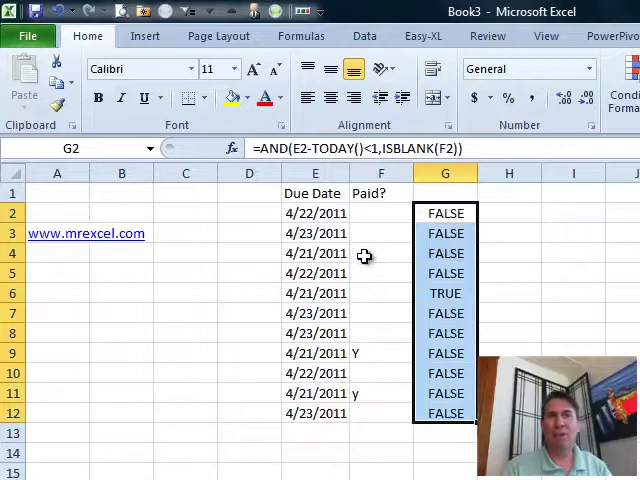 Book3 - Microsoft Excel
File Home Insert Page Layout Formulas Data Easy-XL Review View PowerPivot
Calibri 11 General
Paste B I U $ % ,
Clipboard Font Alignment Number
G2 =AND(E2-TODAY()<1,ISBLANK(F2))
A B C D E F G H I J
1 Due Date Paid?
2 4/22/2011 FALSE
3 www.mrexcel.com 4/23/2011 FALSE
4 4/21/2011 FALSE
5 4/22/2011 FALSE
6 4/21/2011 TRUE
7 4/23/2011 FALSE
8 4/23/2011 FALSE
9 4/21/2011 Y FALSE
10 4/22/2011 FALSE
11 4/21/2011 y FALSE
12 4/23/2011 FALSE
13
14
15